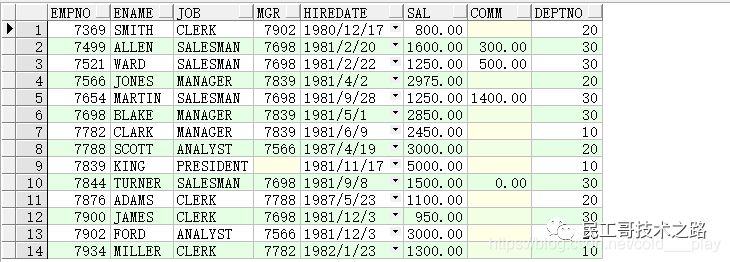 EMPNO ENAME JOB MGR HIREDATE SAL COMM DEPTNO
1 7369 SMITH CLERK 7902 1980/12/17 800.00 20
2 7499 ALLEN SALESMAN 7698 1981/2/20 1600.00 300.00 30
3 7521 WARD SALESMAN 7698 1981/2/22 1250.00 500.00 30
4 7566 JONES MANAGER 7839 1981/4/2 2975.00 20
5 7654 MARTIN SALESMAN 7698 1981/9/28 1250.00 1400.00 30
6 7698 BLAKE MANAGER 7839 1981/5/1 2850.00 30
7 7782 CLARK MANAGER 7839 1981/6/9 2450.00 10
8 7788 SCOTT ANALYST 7566 1987/4/19 3000.00 20
9 7839 KING PRESIDENT 1981/11/17 5000.00 10
10 7844 TURNER SALESMAN 7698 1981/9/8 1500.00 0.00 30
11 7876 ADAMS CLERK 7788 1987/5/23 1100.00 20
12 7900 JAMES CLERK 7698 1981/12/3 950.00 30
民工哥技术之路
13 7902 FORD ANALYST 7566 1981/12/3 3000.00 20
14 7934 MILLER CLERK 7782 1982/1/23 1300.00 10